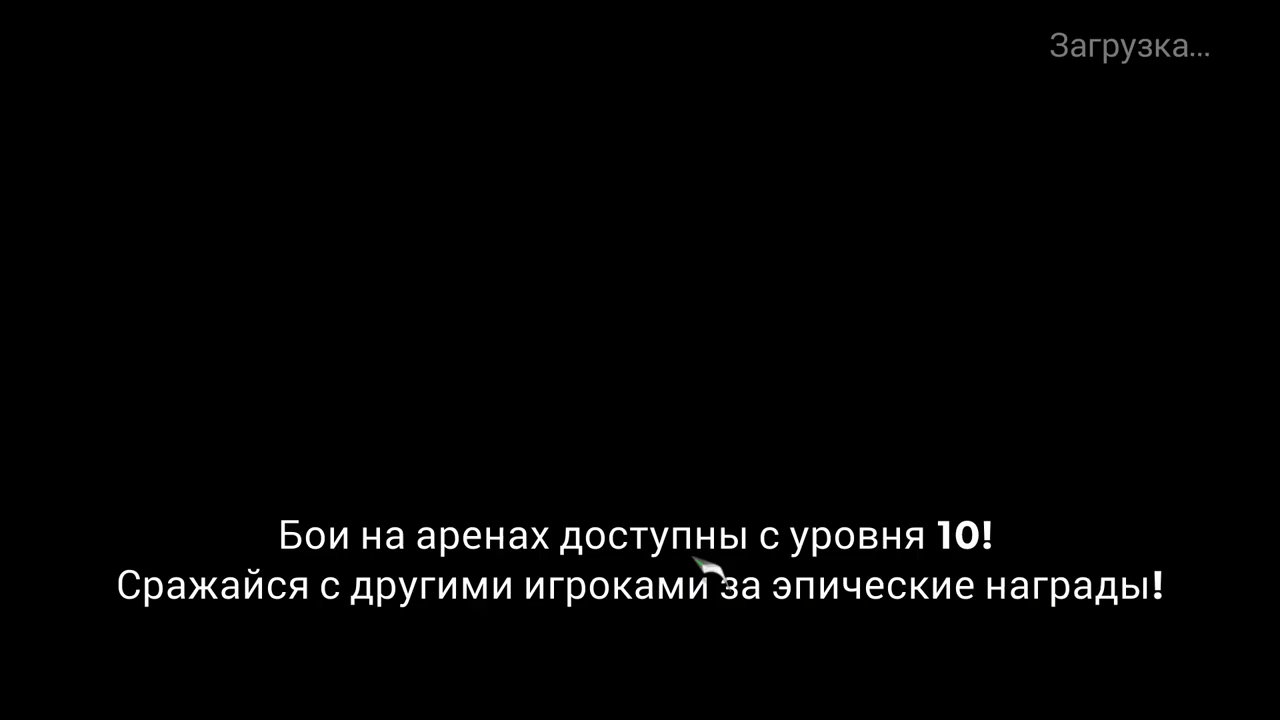 Загрузка...
Бои на аренах доступны с уровня 10!
Сражайся с другими игроками за эпические награды!